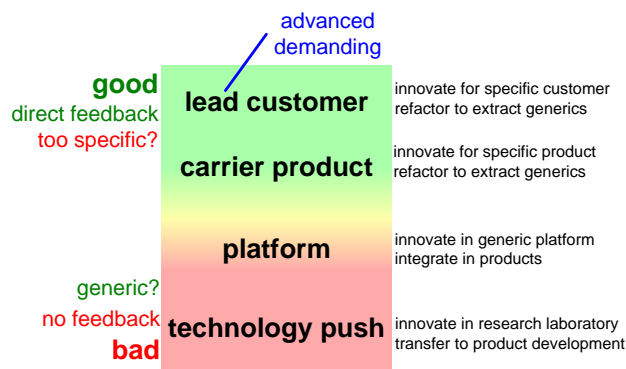 advanced
demanding
good
direct feedback
too specific?
lead customer
innovate for specific customer
refactor to extract generics
carrier product
innovate for specific product
refactor to extract generics
platform
innovate in generic platform
integrate in products
generic?
no feedback
bad
technology push
innovate in research laboratory
transfer to product development